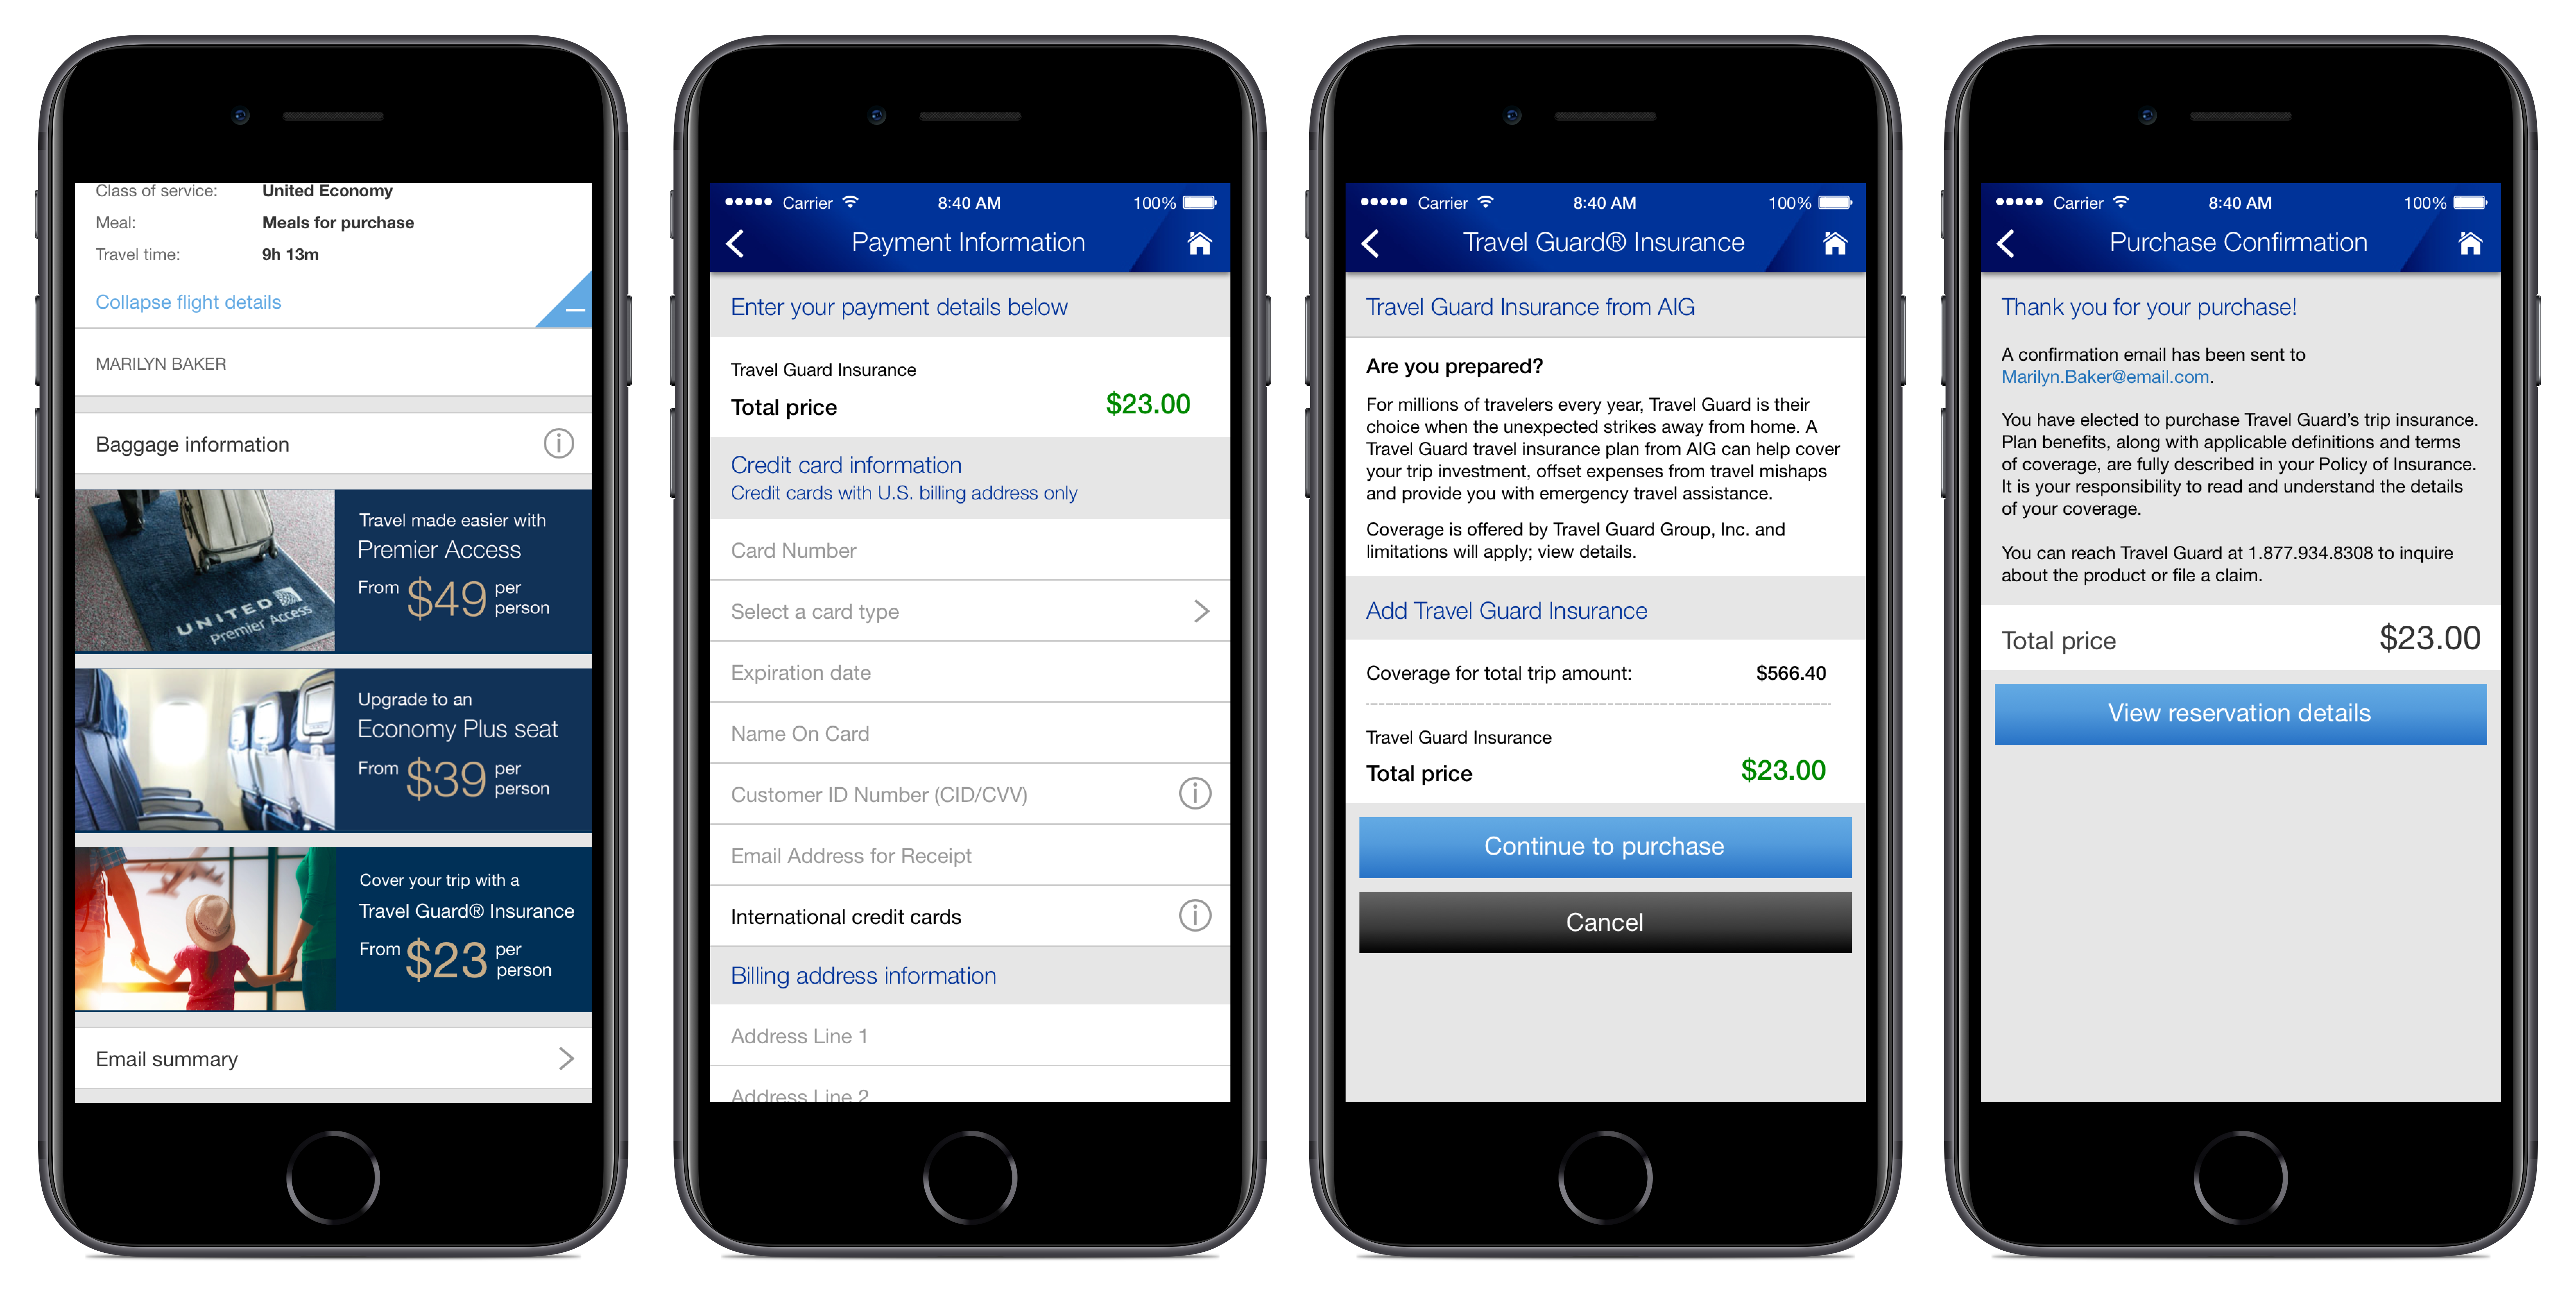 Class of service: United Economy
Meal: Meals for purchase
Travel time: 9h 13m
Collapse flight details
MARILYN BAKER
Baggage information
UNITED
Premier Access
Travel made easier with
Premier Access
From $49 per person
Upgrade to an
Economy Plus seat
From $39 per person
Cover your trip with a
Travel Guard® Insurance
From $23 per person
Email summary
Carrier 8:40 AM 100%
Payment Information
Enter your payment details below
Travel Guard Insurance
Total price $23.00
Credit card information
Credit cards with U.S. billing address only
Card Number
Select a card type
Expiration date
Name On Card
Customer ID Number (CID/CVV)
Email Address for Receipt
International credit cards
Billing address information
Address Line 1
Address Line 2
Carrier 8:40 AM 100%
Travel Guard® Insurance
Travel Guard Insurance from AIG
Are you prepared?
For millions of travelers every year, Travel Guard is their
choice when the unexpected strikes away from home. A
Travel Guard travel insurance plan from AIG can help cover
your trip investment, offset expenses from travel mishaps
and provide you with emergency travel assistance.
Coverage is offered by Travel Guard Group, Inc. and
limitations will apply; view details.
Add Travel Guard Insurance
Coverage for total trip amount: $566.40
Travel Guard Insurance
Total price $23.00
Continue to purchase
Cancel
Carrier 8:40 AM 100%
Purchase Confirmation
Thank you for your purchase!
A confirmation email has been sent to
Marilyn.Baker@email.com.
You have elected to purchase Travel Guard’s trip insurance.
Plan benefits, along with applicable definitions and terms
of coverage, are fully described in your Policy of Insurance.
It is your responsibility to read and understand the details
of your coverage.
You can reach Travel Guard at 1.877.934.8308 to inquire
about the product or file a claim.
Total price $23.00
View reservation details